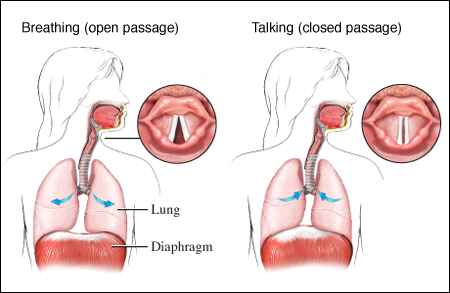 Breathing (open passage)
Talking (closed passage)
Lung
Diaphragm